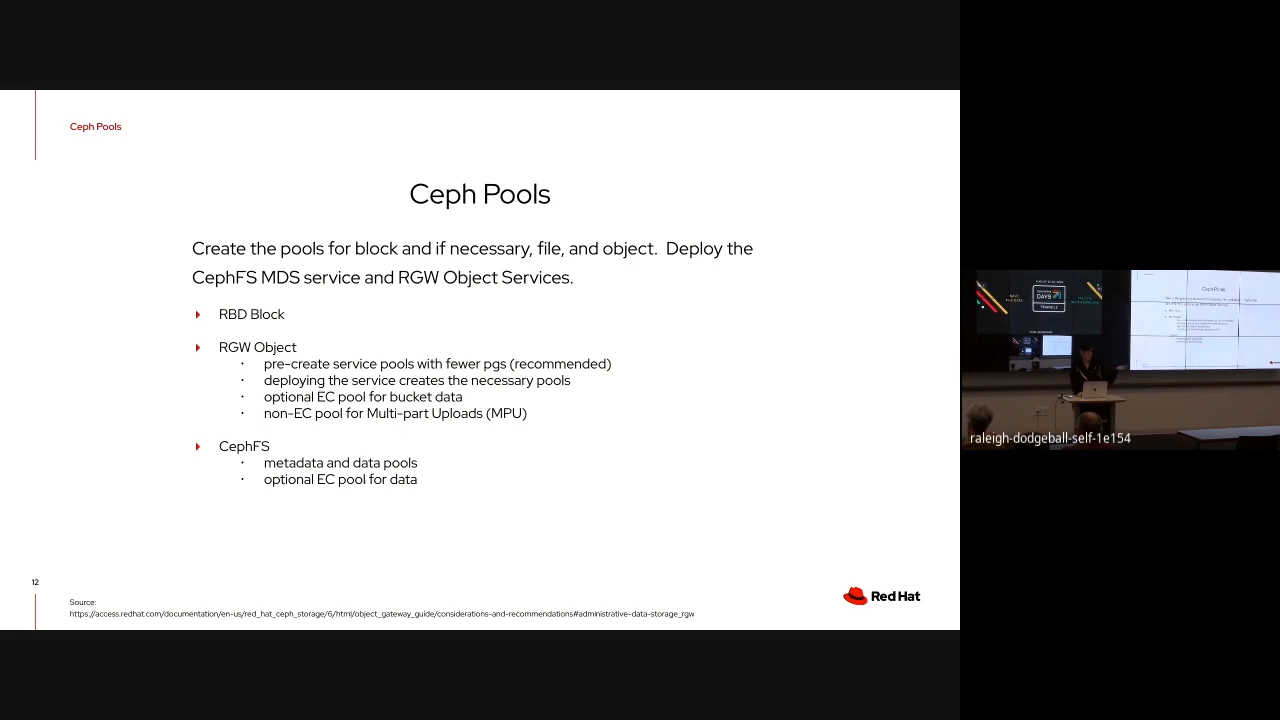 Ceph Pools
Ceph Pools
Create the pools for block and if necessary, file, and object.  Deploy the
CephFS MDS service and RGW Object Services.
RBD Block
RGW Object
· pre-create service pools with fewer pgs (recommended)
· deploying the service creates the necessary pools
· optional EC pool for bucket data
· non-EC pool for Multi-part Uploads (MPU)
CephFS
· metadata and data pools
· optional EC pool for data
12
Source:
https://access.redhat.com/documentation/en-us/red_hat_ceph_storage/6/html/object_gateway_guide/considerations-and-recommendations#administrative-data-storage_rgw
Red Hat
DAYS
Ceph Pools
raleigh-dodgeball-self-1e154